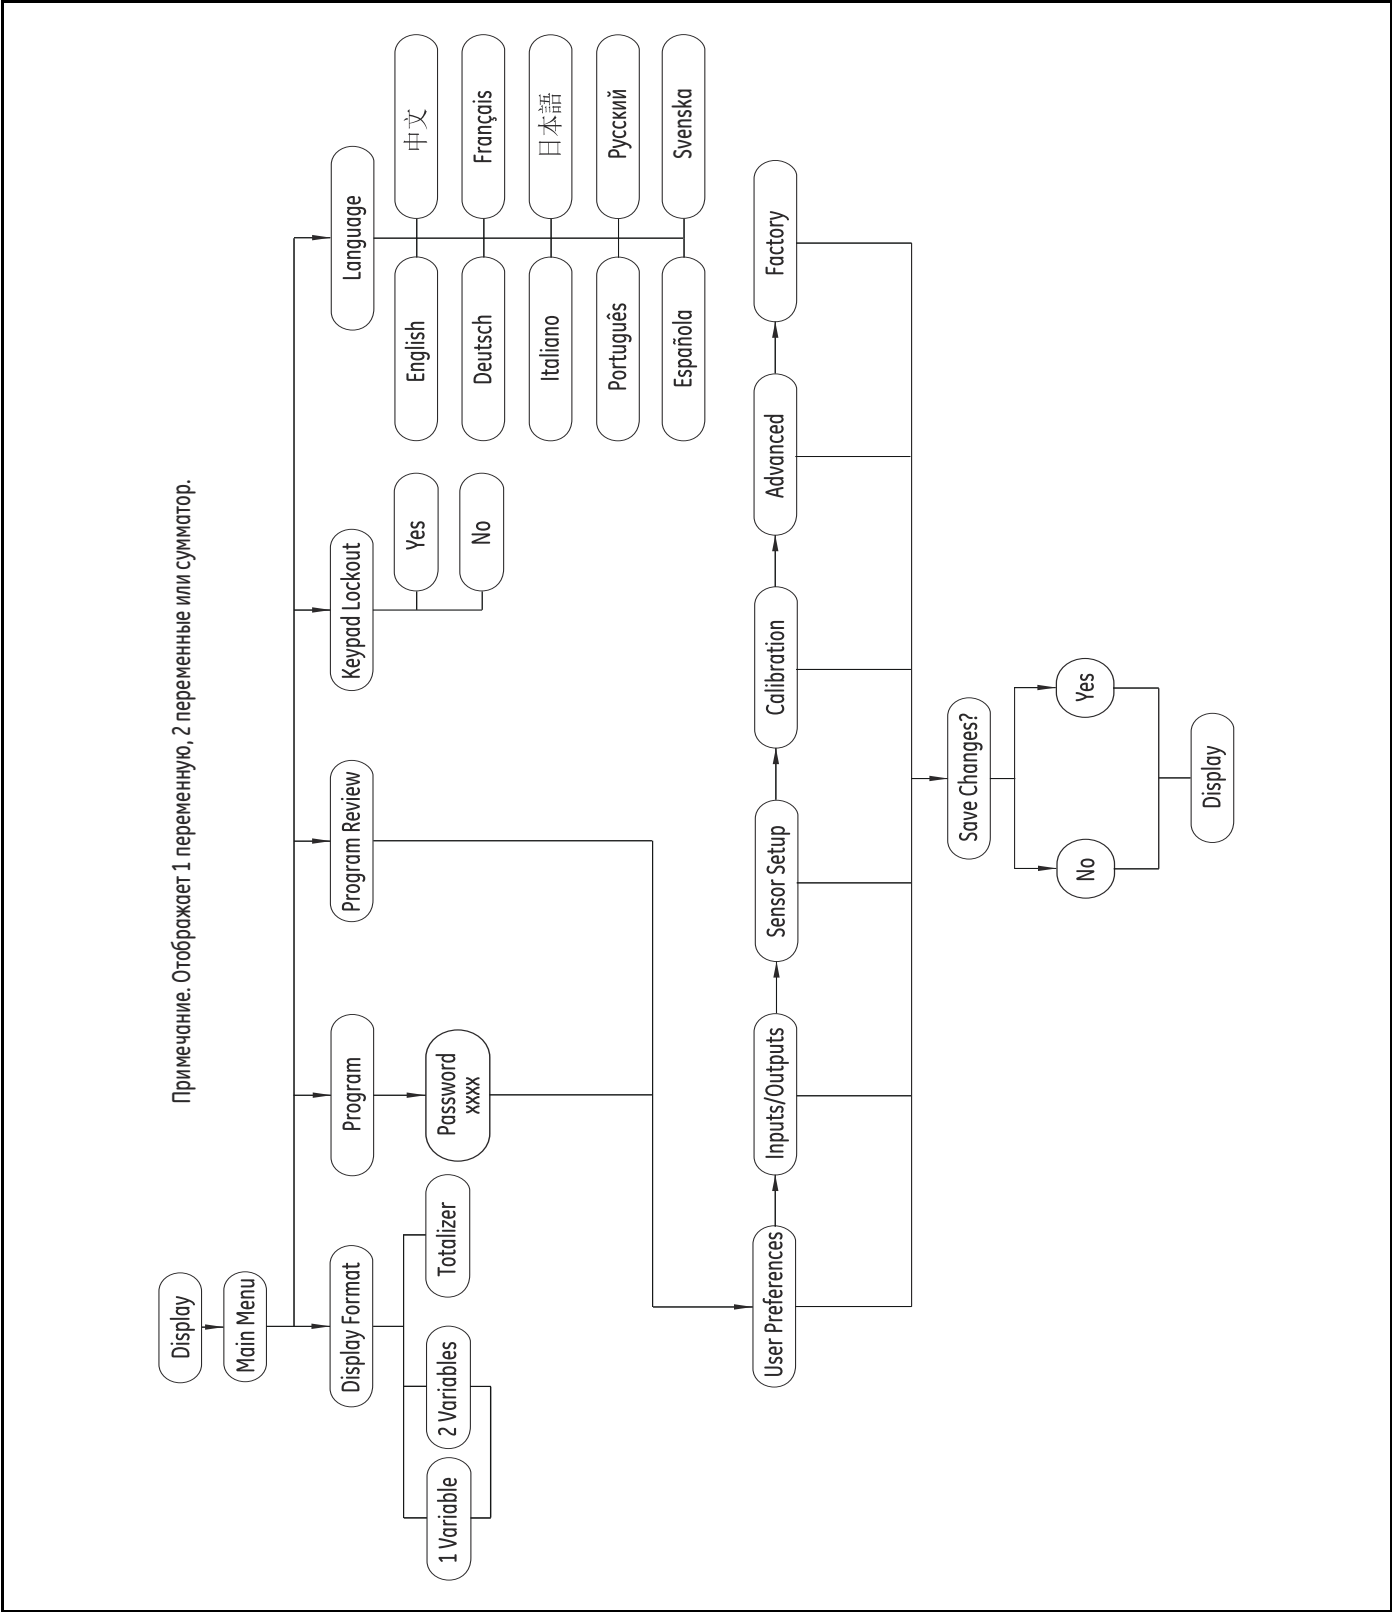 Display
Примечание. Отображает 1 переменную, 2 переменные или сумматор.
Main Menu
Display Format
Program
Program Review
Keypad Lockout
Language
1 Variable
2 Variables
Totalizer
Password
xxxx
Yes
No
English
中文
Deutsch
Français
Italiano
日本語
Português
Русский
Española
Svenska
User Preferences
Inputs/Outputs
Sensor Setup
Calibration
Advanced
Factory
Save Changes?
No
Yes
Display